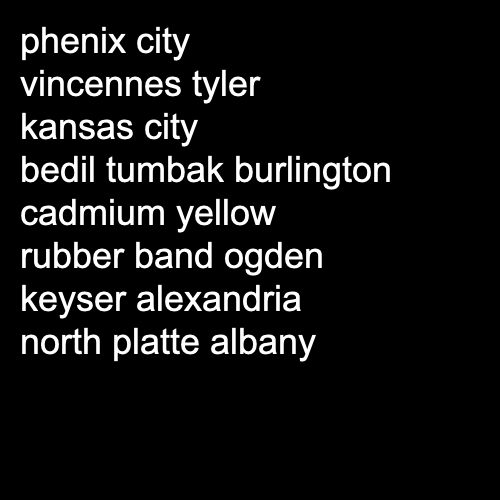 phenix city
vincennes tyler
kansas city
bedil tumbak burlington
cadmium yellow
rubber band ogden
keyser alexandria
north platte albany